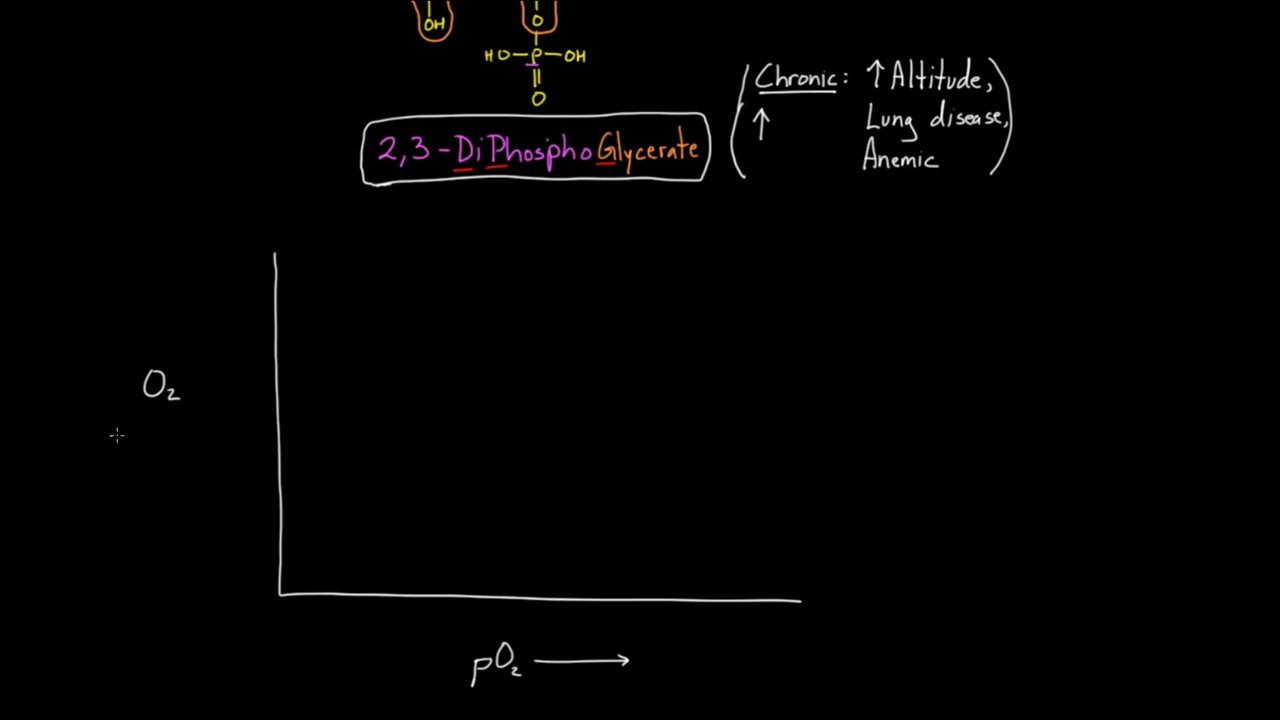 OH
O
HO-P-OH
O
2,3-DiPhosphoGlycerate
Chronic: ↑ Altitude,
↑ Lung disease,
Anemic
O₂
pO₂ →